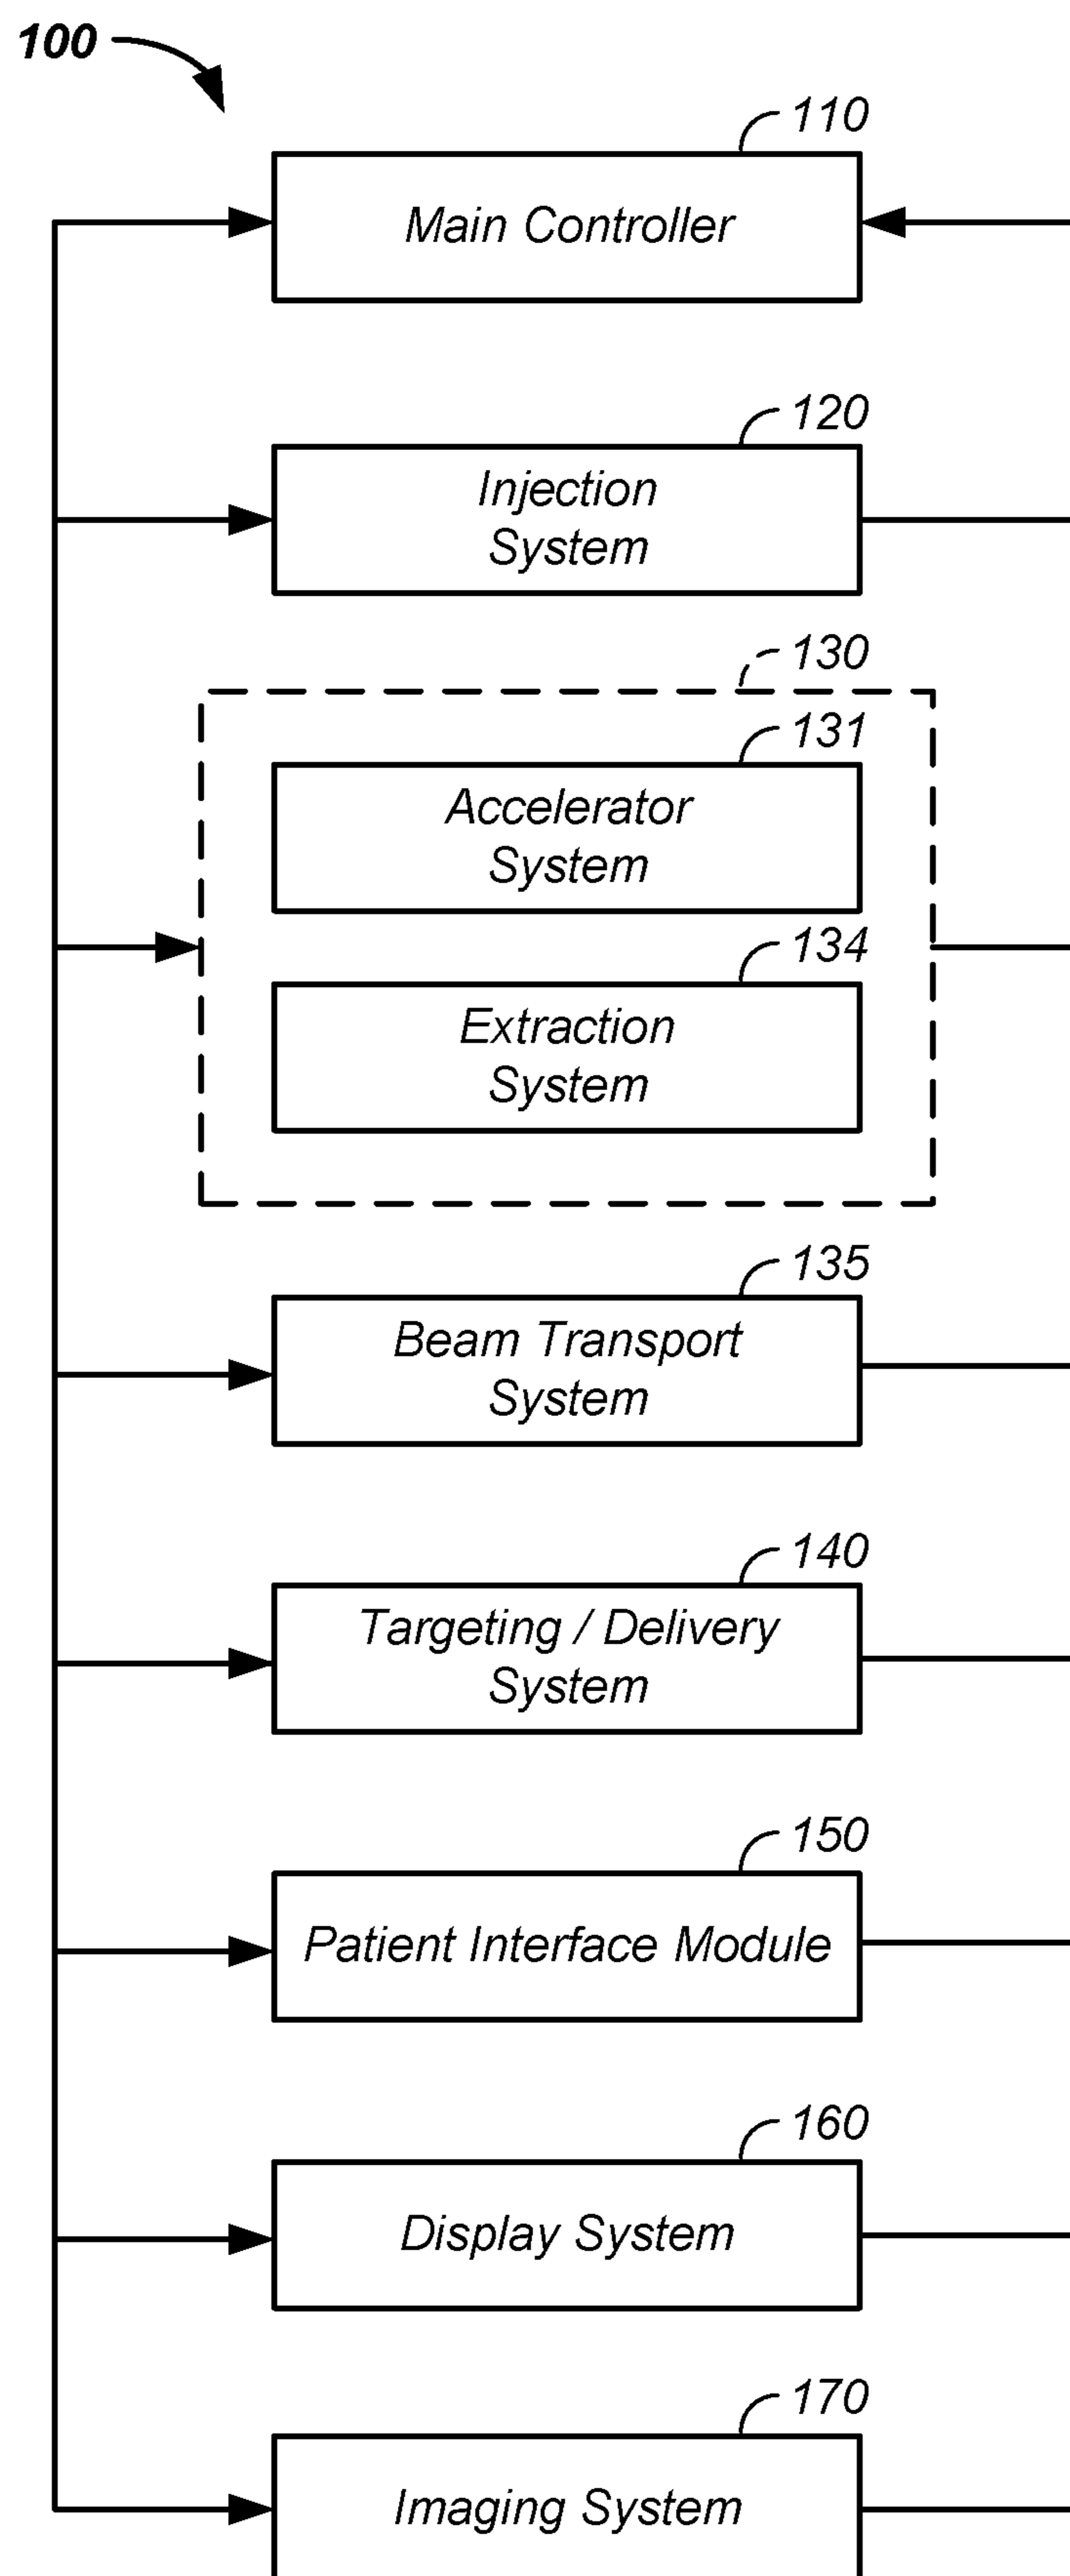 100
110
Main Controller
120
Injection
System
130
131
Accelerator
System
134
Extraction
System
135
Beam Transport
System
140
Targeting / Delivery
System
150
Patient Interface Module
160
Display System
170
Imaging System